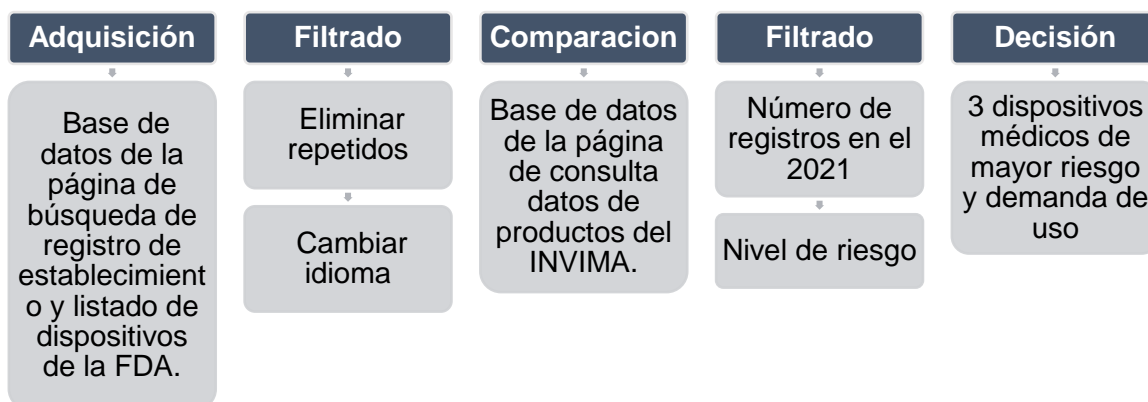 Adquisición
Base de
datos de la
página de
búsqueda de
registro de
establecimient
o y listado de
dispositivos
de la FDA.
Filtrado
Eliminar
repetidos
Cambiar
idioma
Comparacion
Base de datos
de la página
de consulta
datos de
productos del
INVIMA.
Filtrado
Número de
registros en el
2021
Nivel de riesgo
Decisión
3 dispositivos
médicos de
mayor riesgo
y demanda de
uso